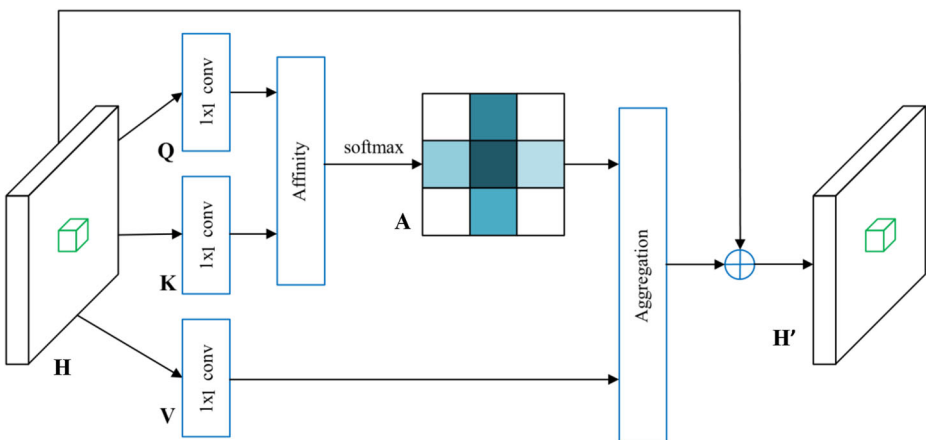 1x1 conv
Q
Affinity
softmax
A
1x1 conv
K
H
1x1 conv
V
Aggregation
H′